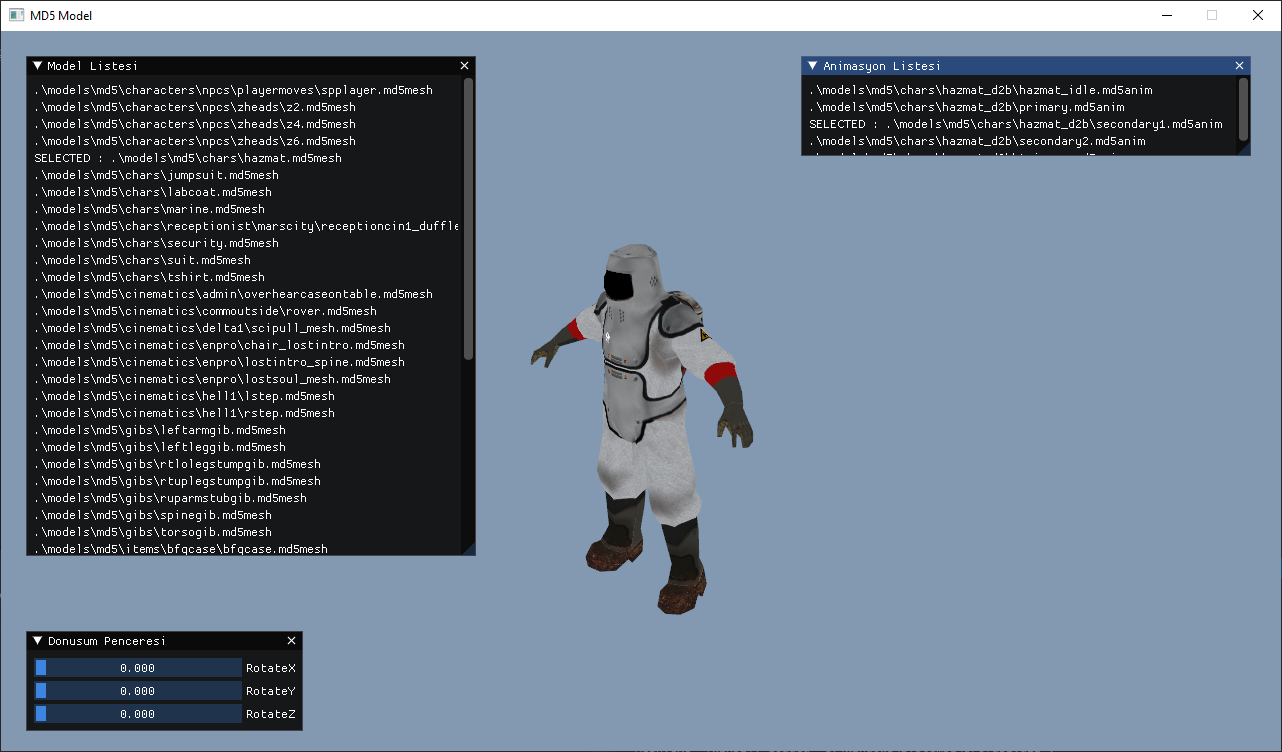 MD5 Model
Model Listesi
.\models\md5\characters\npcs\playermoves\spplayer.md5mesh
.\models\md5\characters\npcs\zheads\z2.md5mesh
.\models\md5\characters\npcs\zheads\z4.md5mesh
.\models\md5\characters\npcs\zheads\z6.md5mesh
SELECTED : .\models\md5\chars\hazmat.md5mesh
.\models\md5\chars\jumpsuit.md5mesh
.\models\md5\chars\labcoat.md5mesh
.\models\md5\chars\marine.md5mesh
.\models\md5\chars\receptionist\marscity\receptioncin1_duffle
.\models\md5\chars\security.md5mesh
.\models\md5\chars\suit.md5mesh
.\models\md5\chars\tshirt.md5mesh
.\models\md5\cinematics\admin\overhearcaseontable.md5mesh
.\models\md5\cinematics\commoutside\rover.md5mesh
.\models\md5\cinematics\delta1\scipull_mesh.md5mesh
.\models\md5\cinematics\enpro\chair_lostintro.md5mesh
.\models\md5\cinematics\enpro\lostintro_spine.md5mesh
.\models\md5\cinematics\enpro\lostsoul_mesh.md5mesh
.\models\md5\cinematics\hell1\lstep.md5mesh
.\models\md5\cinematics\hell1\rstep.md5mesh
.\models\md5\gibs\leftarmgib.md5mesh
.\models\md5\gibs\leftleggib.md5mesh
.\models\md5\gibs\rtlolegstumpgib.md5mesh
.\models\md5\gibs\rtuplegstumpgib.md5mesh
.\models\md5\gibs\ruparmstubgib.md5mesh
.\models\md5\gibs\spinegib.md5mesh
.\models\md5\gibs\torsogib.md5mesh
.\models\md5\items\bfgcase\bfgcase.md5mesh
Animasyon Listesi
.\models\md5\chars\hazmat_d2b\hazmat_idle.md5anim
.\models\md5\chars\hazmat_d2b\primary.md5anim
SELECTED : .\models\md5\chars\hazmat_d2b\secondary1.md5anim
.\models\md5\chars\hazmat_d2b\secondary2.md5anim
Donusum Penceresi
0.000 RotateX
0.000 RotateY
0.000 RotateZ